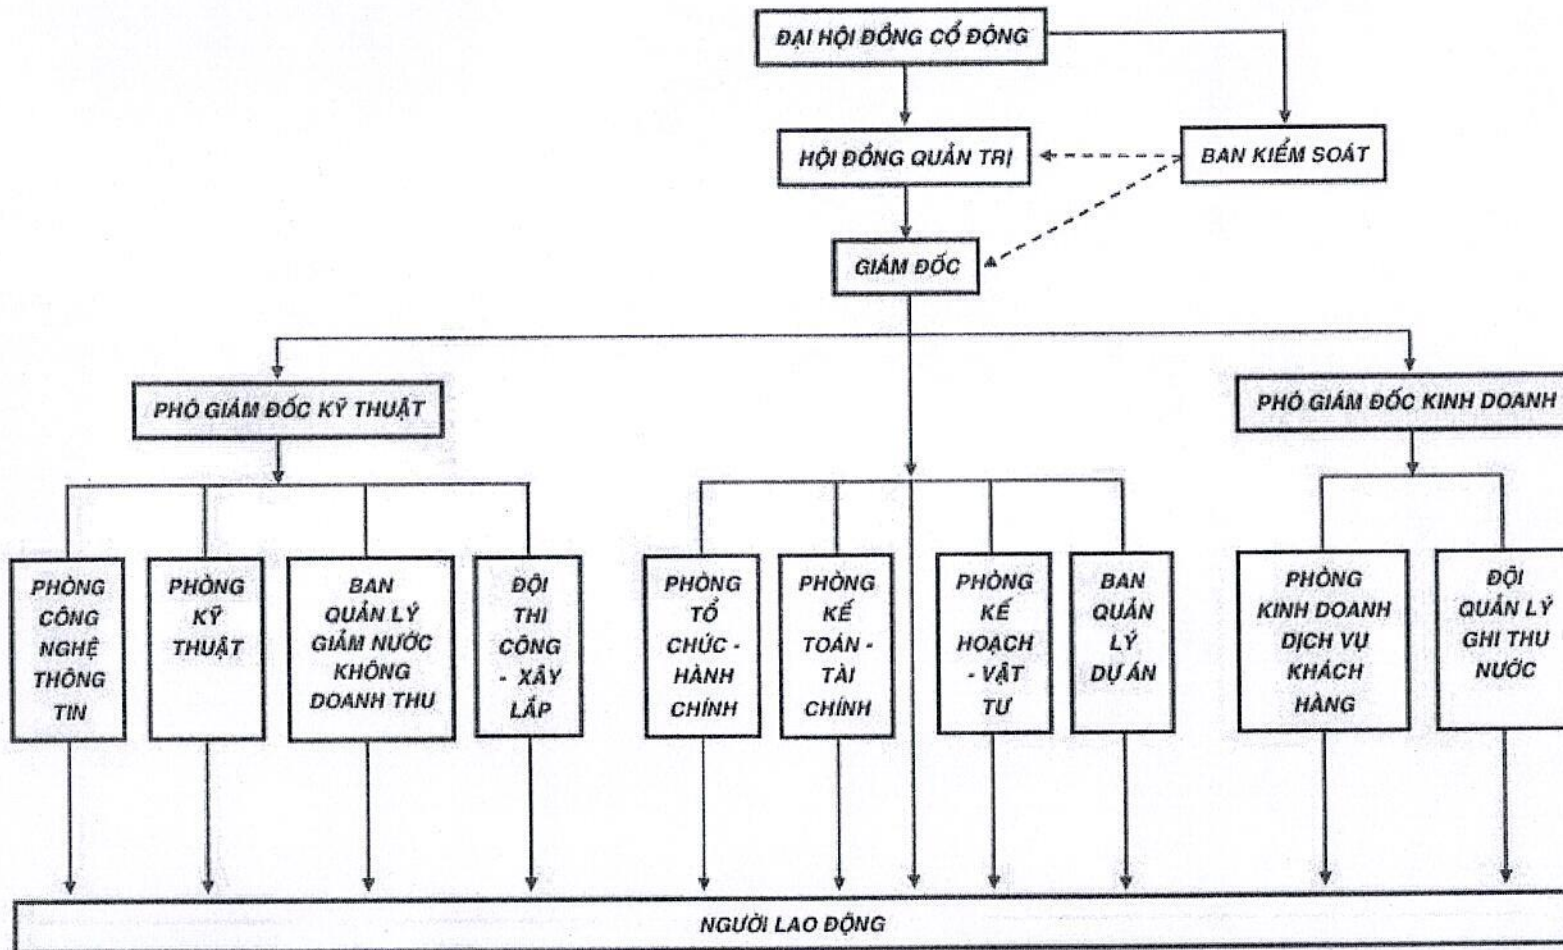 ĐẠI HỘI ĐỒNG CỔ ĐÔNG
HỘI ĐỒNG QUẢN TRỊ
BAN KIỂM SOÁT
GIÁM ĐỐC
PHÓ GIÁM ĐỐC KỸ THUẬT
PHÓ GIÁM ĐỐC KINH DOANH
PHÒNG
CÔNG
NGHỆ
THÔNG
TIN
PHÒNG
KỸ
THUẬT
BAN
QUẢN LÝ
GIẢM NƯỚC
KHÔNG
DOANH THU
ĐỘI
THI
CÔNG
- XÂY
LẮP
PHÒNG
TỔ
CHỨC -
HÀNH
CHÍNH
PHÒNG
KẾ
TOÁN -
TÀI
CHÍNH
PHÒNG
KẾ
HOẠCH
- VẬT
TƯ
BAN
QUẢN
LÝ
DỰ ÁN
PHÒNG
KINH DOANH
DỊCH VỤ
KHÁCH
HÀNG
ĐỘI
QUẢN LÝ
GHI THU
NƯỚC
NGƯỜI LAO ĐỘNG